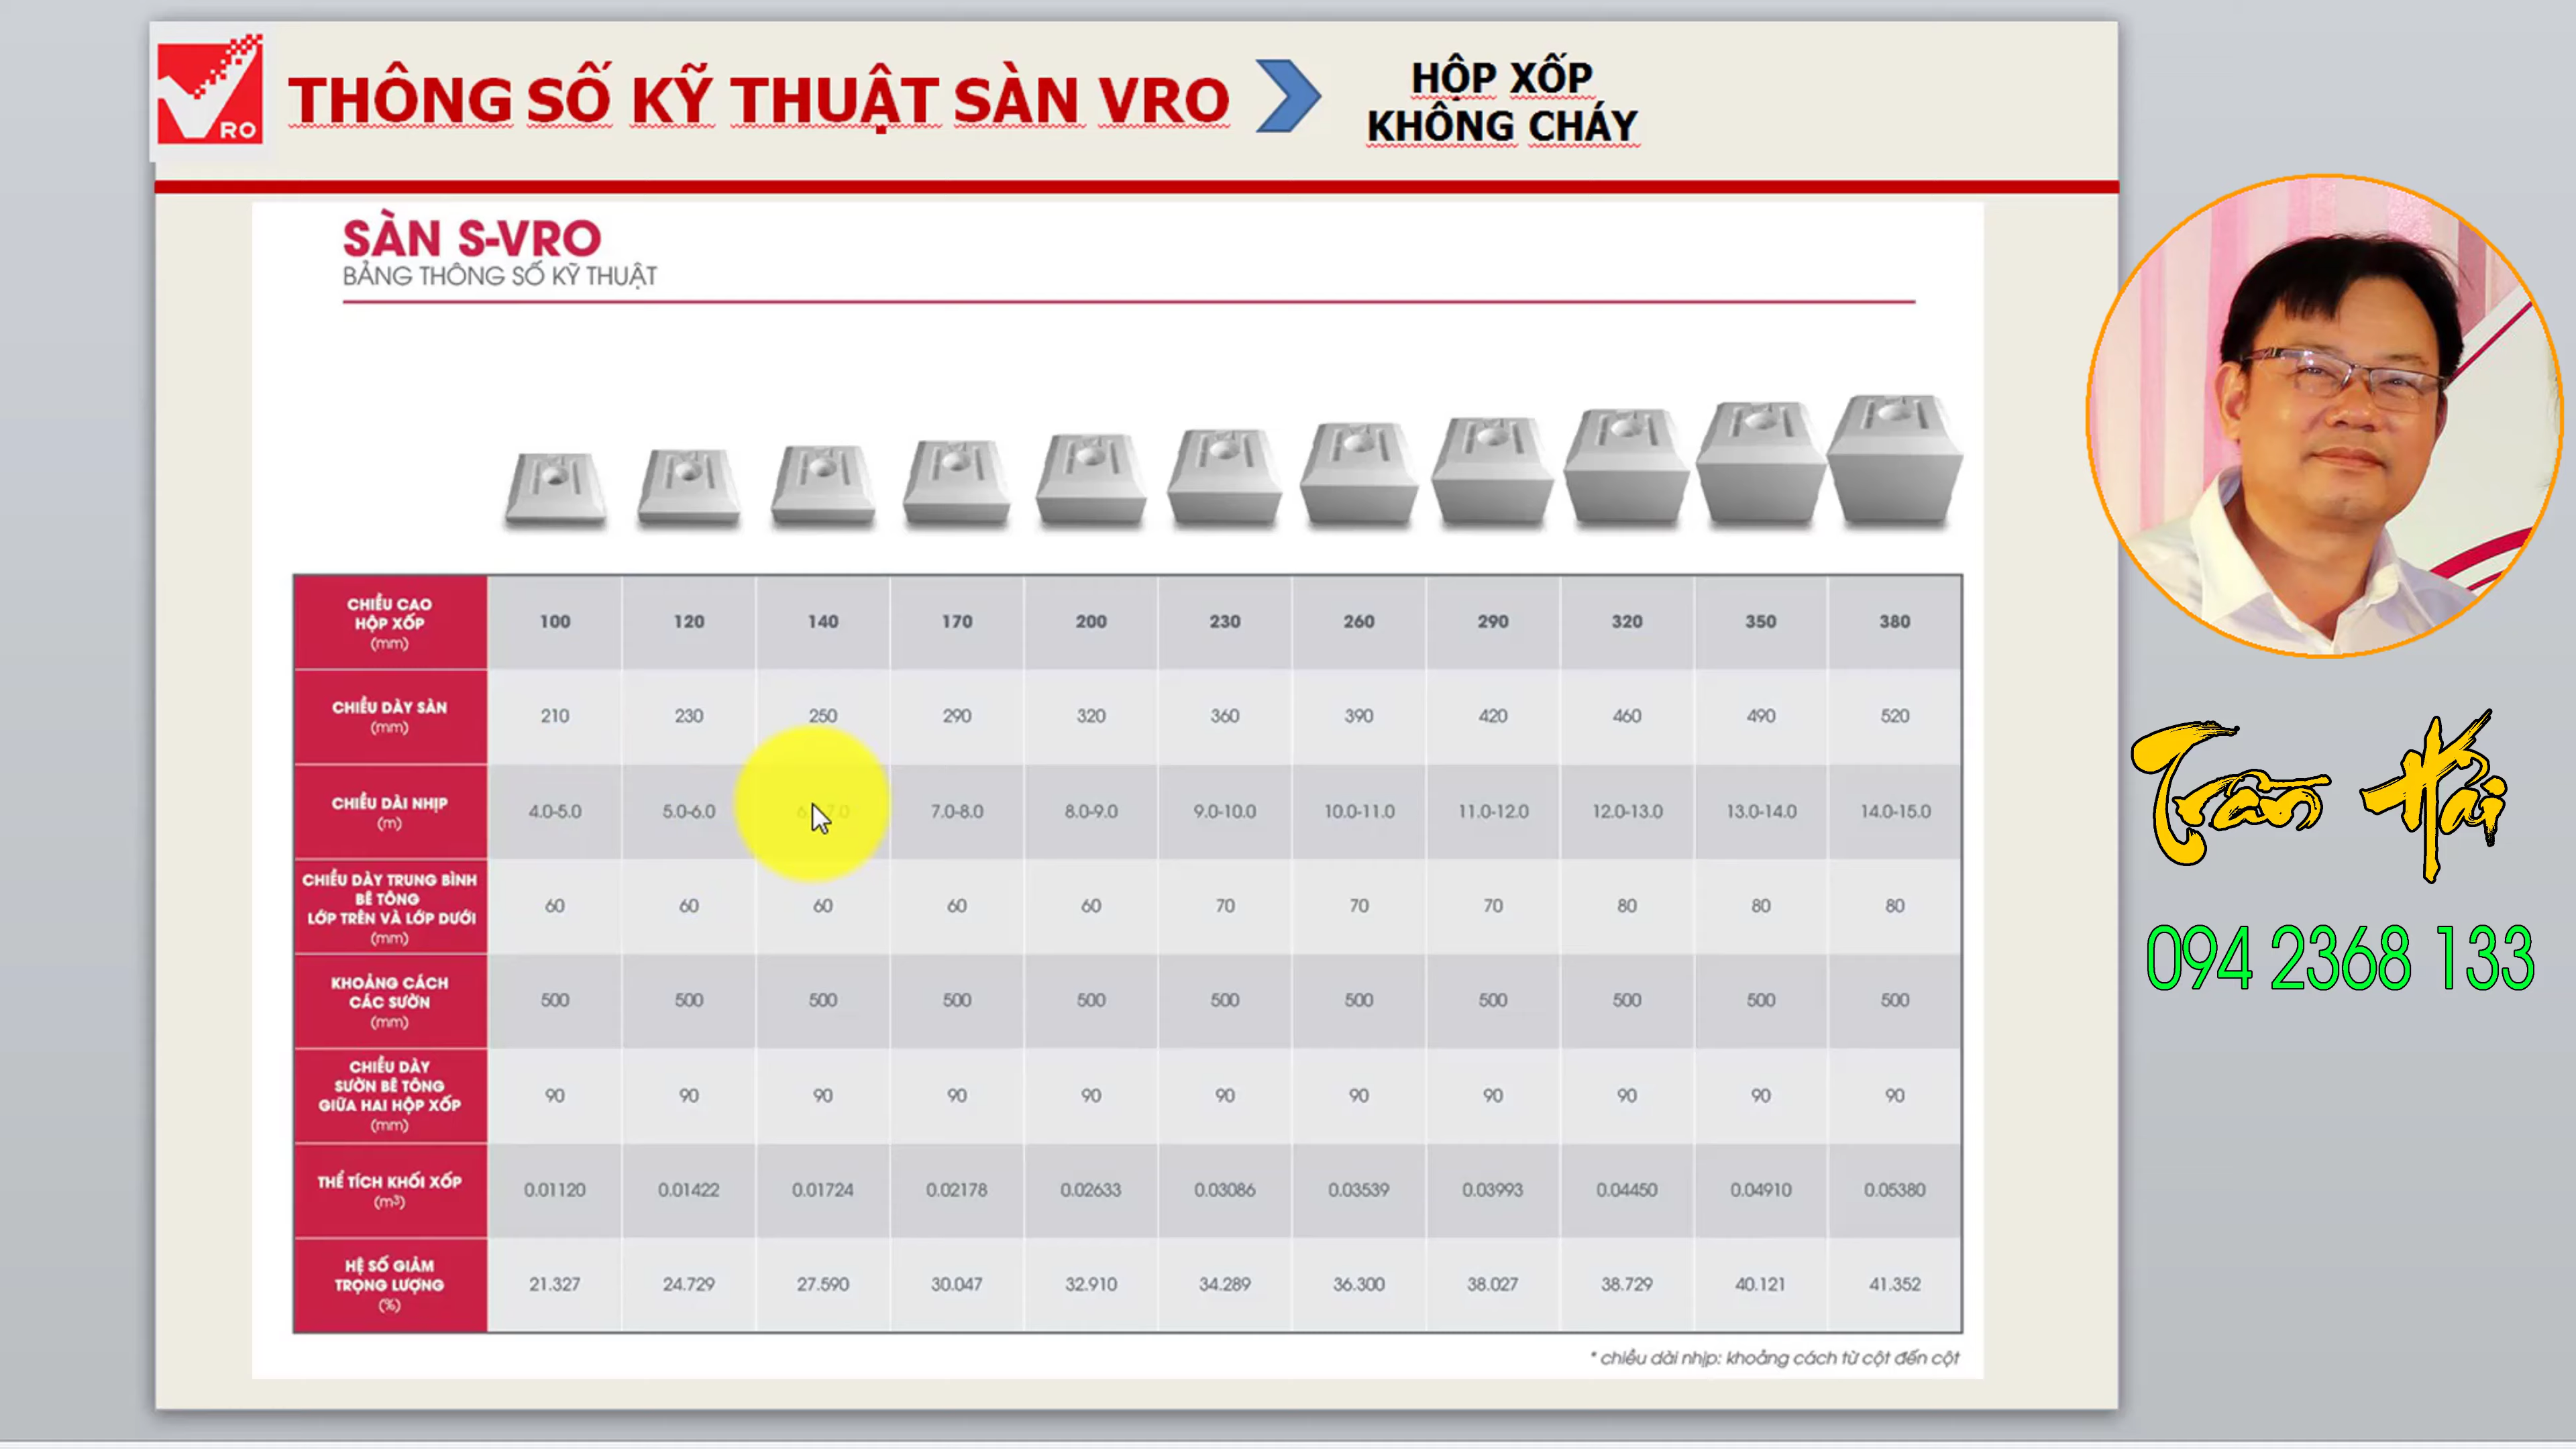 RO
THÔNG SỐ KỸ THUẬT SÀN VRO
HỘP XỐP
KHÔNG CHÁY
SÀN S-VRO
BẢNG THÔNG SỐ KỸ THUẬT
CHIỀU CAO
HỘP XỐP
(mm)
100 120 140 170 200 230 260 290 320 350 380
CHIỀU DÀY SÀN
(mm)
210 230 250 290 320 360 390 420 460 490 520
CHIỀU DÀI NHỊP
(m)
4.0-5.0 5.0-6.0 7.0-8.0 8.0-9.0 9.0-10.0 10.0-11.0 11.0-12.0 12.0-13.0 13.0-14.0 14.0-15.0
CHIỀU DÀY TRUNG BÌNH
BÊ TÔNG
LỚP TRÊN VÀ LỚP DƯỚI
(mm)
60 60 60 60 60 70 70 70 80 80 80
KHOẢNG CÁCH
CÁC SƯỜN
(mm)
500 500 500 500 500 500 500 500 500 500 500
CHIỀU DÀY
SƯỜN BÊ TÔNG
GIỮA HAI HỘP XỐP
(mm)
90 90 90 90 90 90 90 90 90 90 90
THỂ TÍCH KHỐI XỐP
(m³)
0.01120 0.01422 0.01724 0.02178 0.02633 0.03086 0.03539 0.03993 0.04450 0.04910 0.05380
HỆ SỐ GIẢM
TRỌNG LƯỢNG
(%)
21.327 24.729 27.590 30.047 32.910 34.289 36.300 38.027 38.729 40.121 41.352
* chiều dài nhịp: khoảng cách từ cột đến cột
Trần Hải
094 2368 133